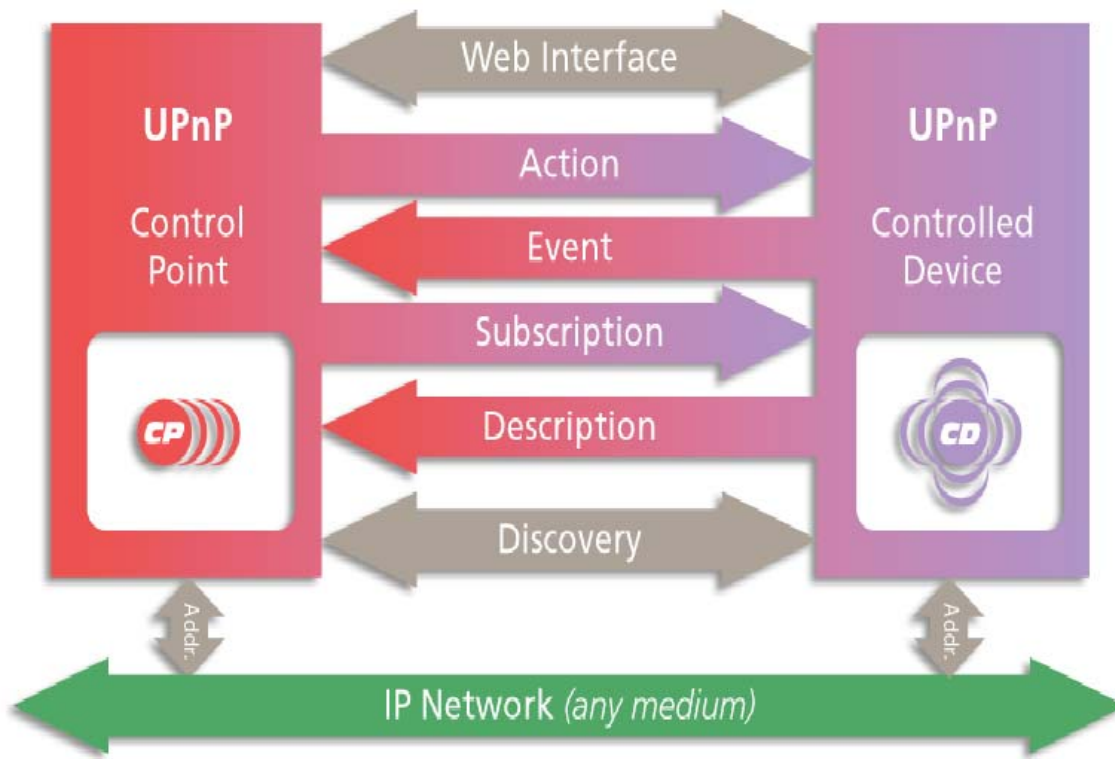 Web Interface
UPnP
Control
Point
Action
Event
Subscription
Description
Discovery
UPnP
Controlled
Device
CP
CD
Addr.
Addr.
IP Network (any medium)